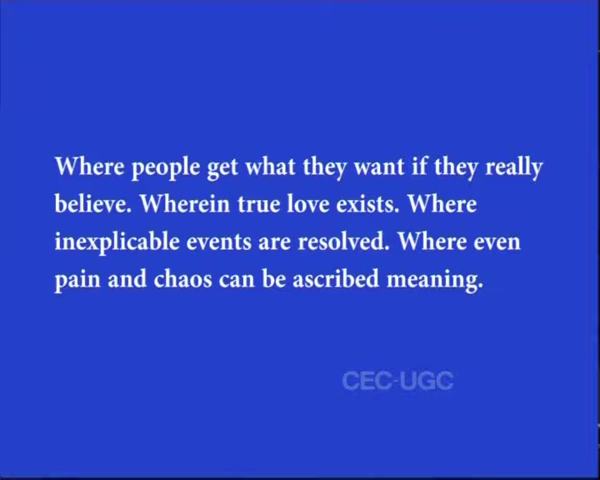 Where people get what they want if they really
believe. Wherein true love exists. Where
inexplicable events are resolved. Where even
pain and chaos can be ascribed meaning.
CEC-UGC